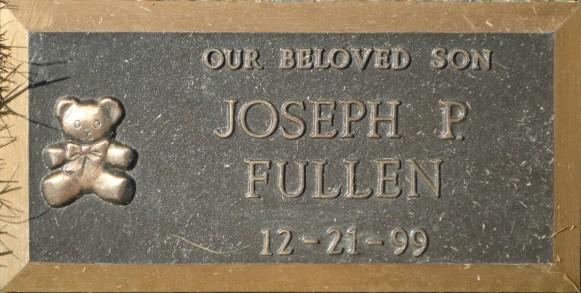 OUR BELOVED SON
JOSEPH P.
FULLEN
12-21-99